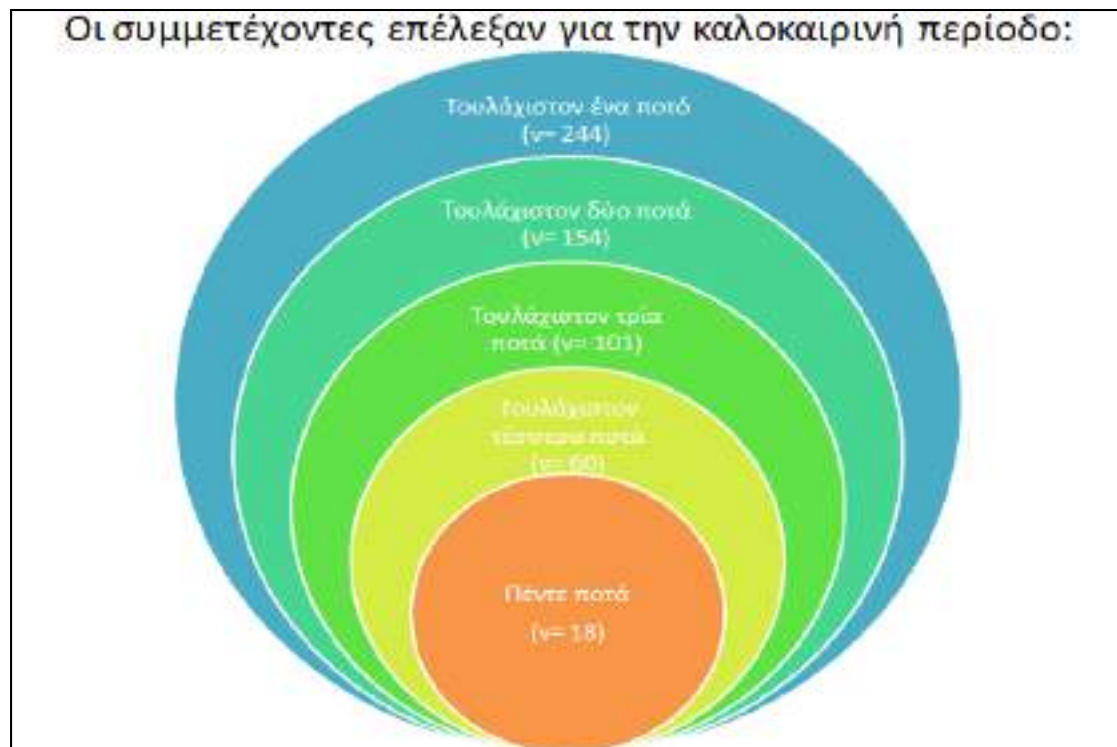 Οι συμμετέχοντες επέλεξαν για την καλοκαιρινή περίοδο:
Τουλάχιστον ένα ποτό
(ν= 244)
Τουλάχιστον δύο ποτά
(ν= 154)
Τουλάχιστον τρία
ποτά (ν= 101)
Τουλάχιστον
τέσσερα ποτά
(ν= 60)
Πέντε ποτά
(ν= 18)